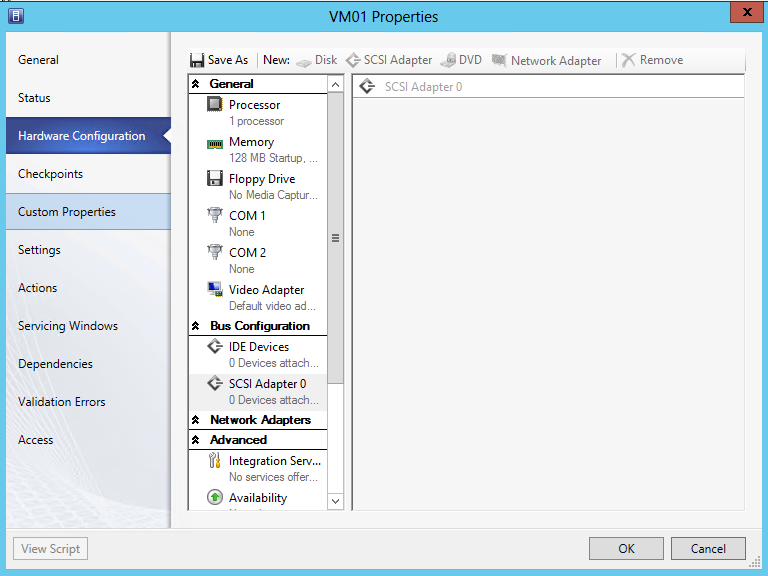 VM01 Properties
x
General
Status
Hardware Configuration
Checkpoints
Custom Properties
Settings
Actions
Servicing Windows
Dependencies
Validation Errors
Access
Save As New: Disk SCSI Adapter DVD Network Adapter Remove
General
Processor
1 processor
Memory
128 MB Startup, ...
Floppy Drive
No Media Captur...
COM 1
None
COM 2
None
Video Adapter
Default video ad...
Bus Configuration
IDE Devices
0 Devices attach...
SCSI Adapter 0
0 Devices attach...
Network Adapters
Advanced
Integration Serv...
No services offer...
Availability
SCSI Adapter 0
View Script
OK
Cancel